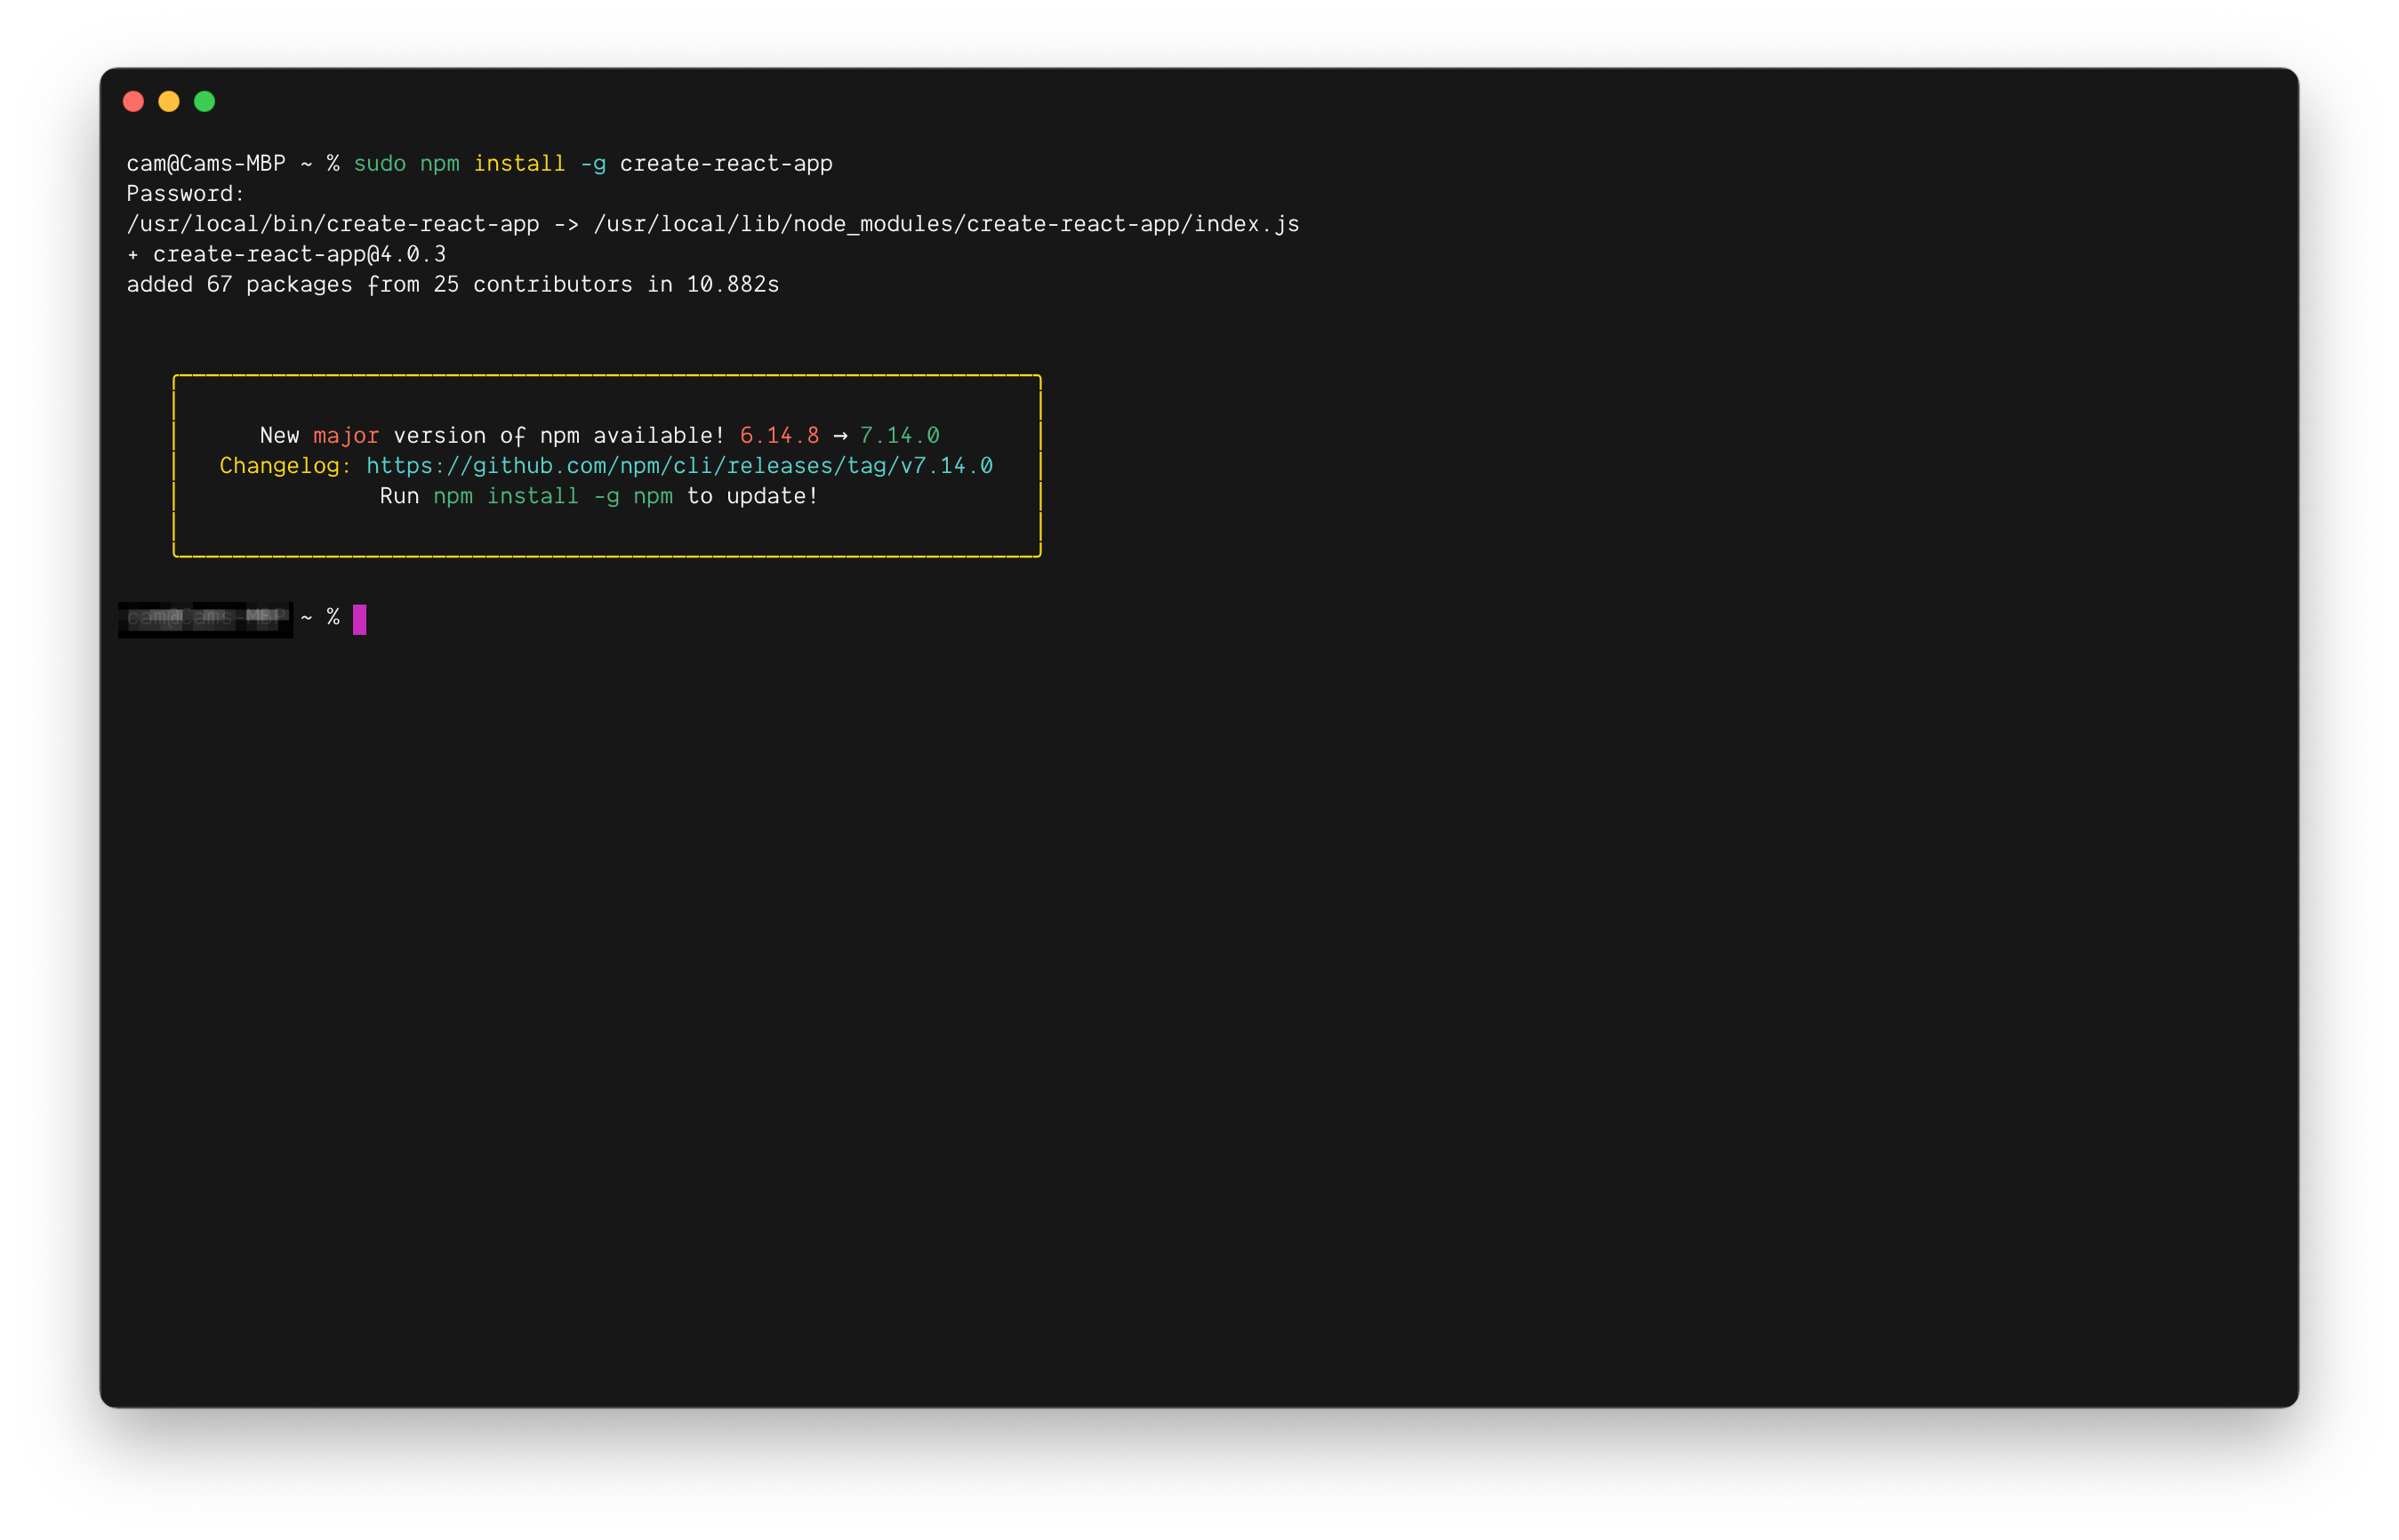 cam@Cams-MBP ~ % sudo npm install -g create-react-app
Password:
/usr/local/bin/create-react-app -> /usr/local/lib/node_modules/create-react-app/index.js
+ create-react-app@4.0.3
added 67 packages from 25 contributors in 10.882s
New major version of npm available! 6.14.8 → 7.14.0
Changelog: https://github.com/npm/cli/releases/tag/v7.14.0
Run npm install -g npm to update!
~ %